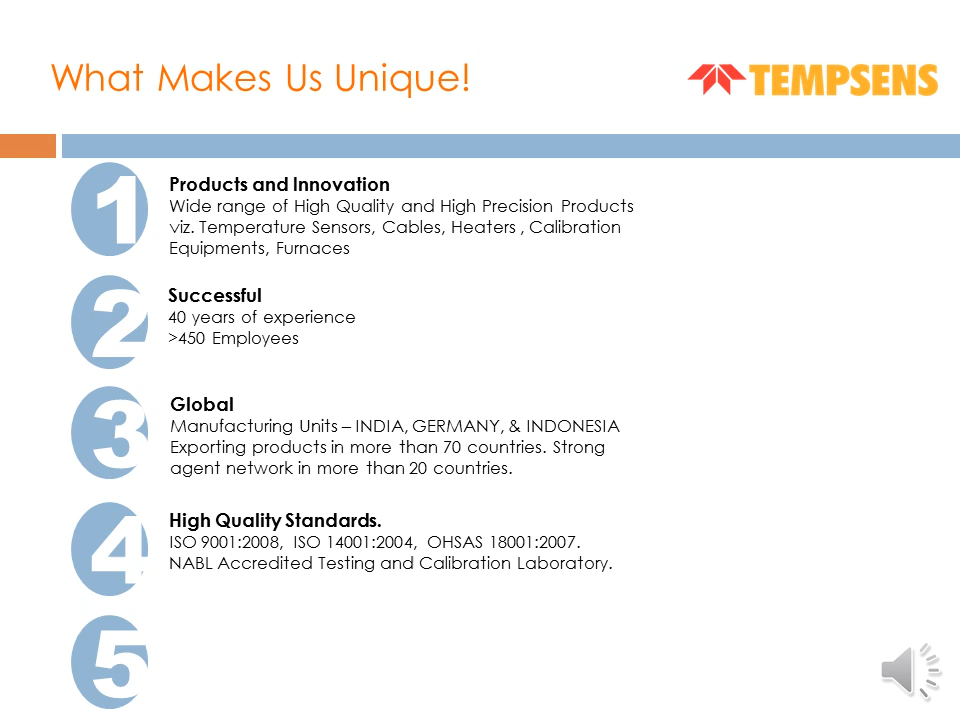 What Makes Us Unique!
TEMPSENS
1
Products and Innovation
Wide range of High Quality and High Precision Products
viz. Temperature Sensors, Cables, Heaters , Calibration
Equipments, Furnaces
2
Successful
40 years of experience
>450 Employees
3
Global
Manufacturing Units – INDIA, GERMANY, & INDONESIA
Exporting products in more than 70 countries. Strong
agent network in more than 20 countries.
4
High Quality Standards.
ISO 9001:2008, ISO 14001:2004, OHSAS 18001:2007.
NABL Accredited Testing and Calibration Laboratory.
5